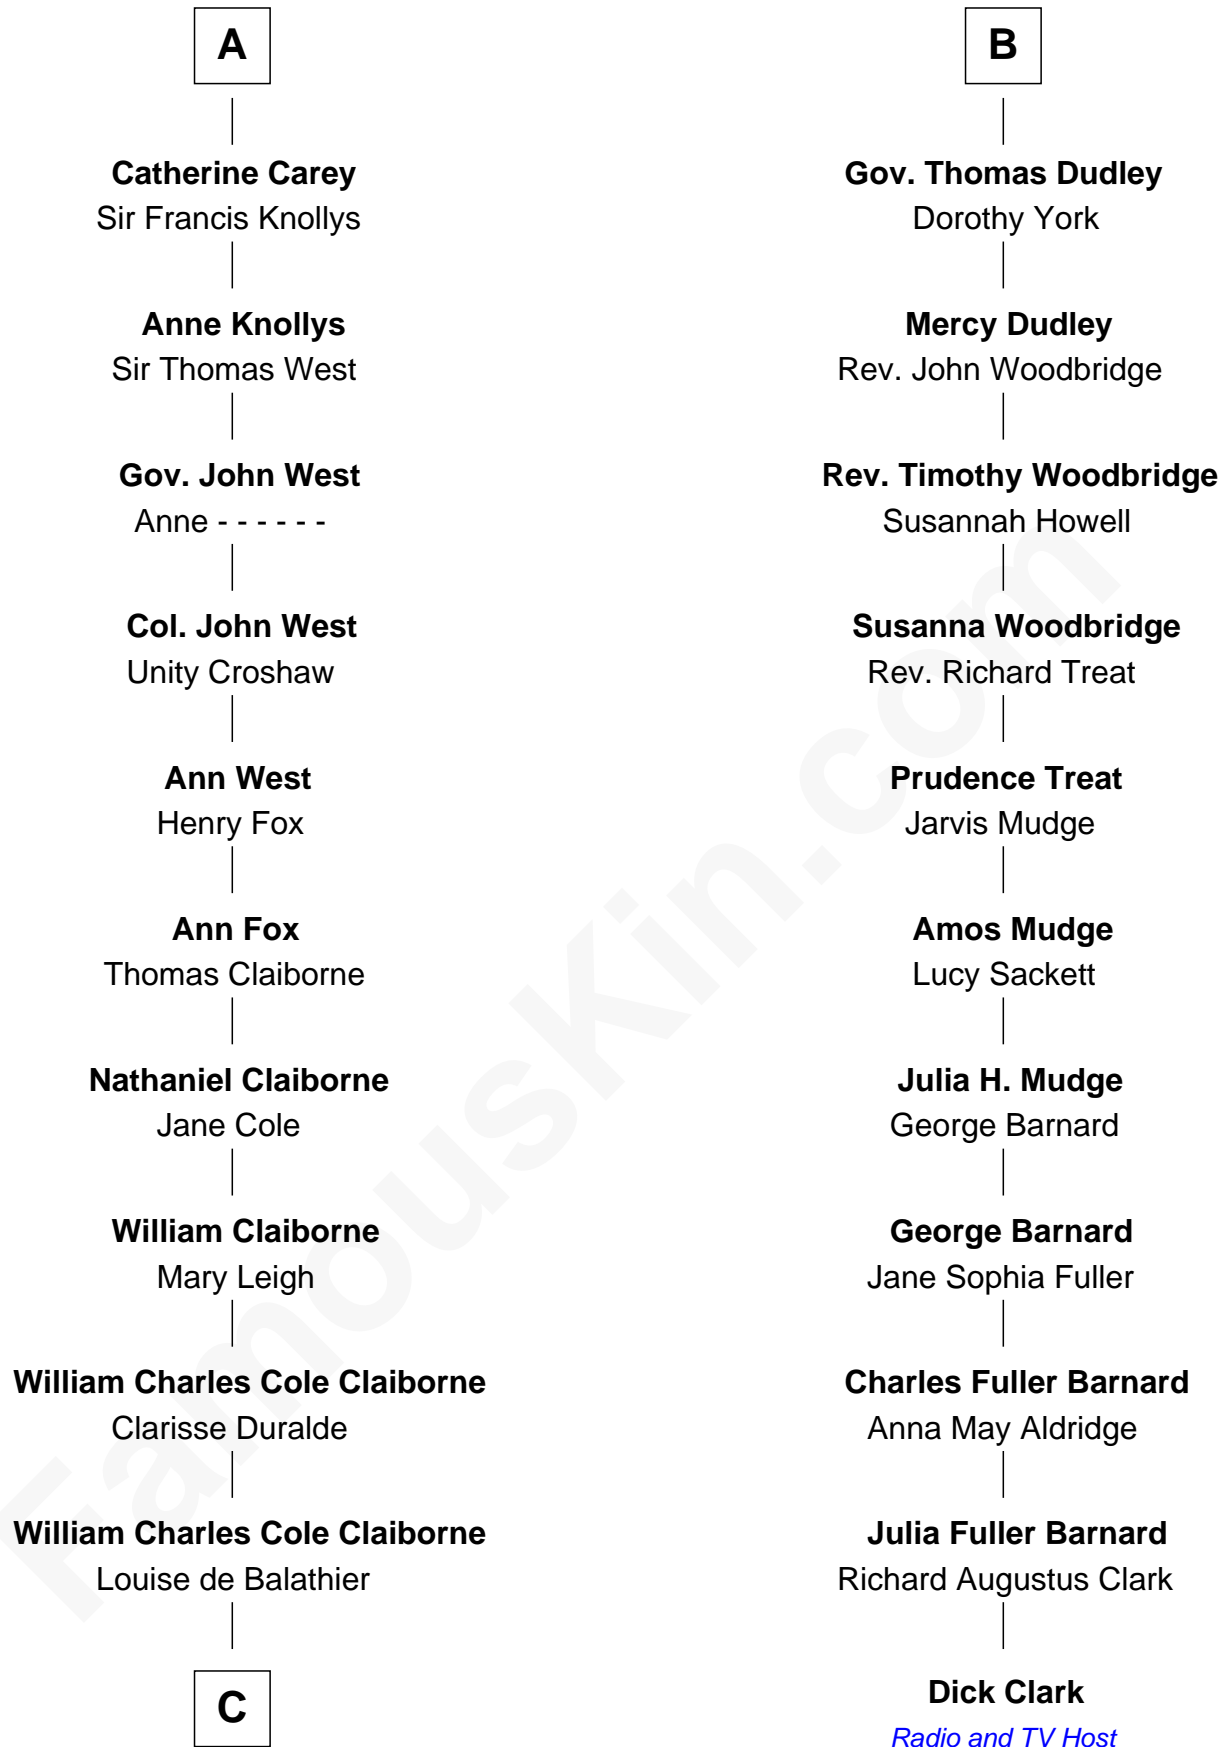 A
Catherine Carey
Sir Francis Knollys
Anne Knollys
Sir Thomas West
Gov. John West
Anne - - - - - -
Col. John West
Unity Croshaw
Ann West
Henry Fox
Ann Fox
Thomas Claiborne
Nathaniel Claiborne
Jane Cole
William Claiborne
Mary Leigh
William Charles Cole Claiborne
Clarisse Duralde
William Charles Cole Claiborne
Louise de Balathier
C
B
Gov. Thomas Dudley
Dorothy York
Mercy Dudley
Rev. John Woodbridge
Rev. Timothy Woodbridge
Susannah Howell
Susanna Woodbridge
Rev. Richard Treat
Prudence Treat
Jarvis Mudge
Amos Mudge
Lucy Sackett
Julia H. Mudge
George Barnard
George Barnard
Jane Sophia Fuller
Charles Fuller Barnard
Anna May Aldridge
Julia Fuller Barnard
Richard Augustus Clark
Dick Clark
Radio and TV Host
FamousKin.com